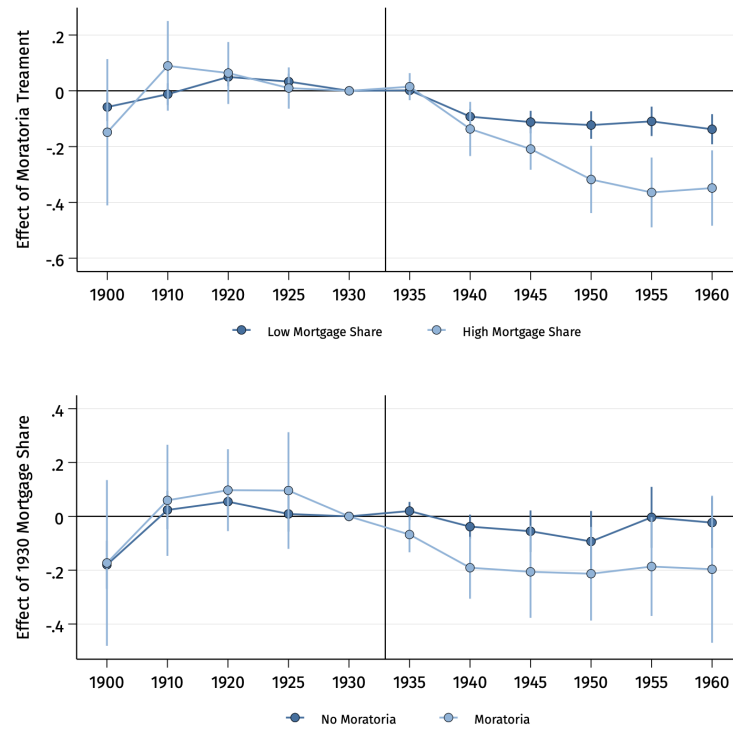 Effect of Moratoria Treament
.2
0
-.2
-.4
-.6
1900 1910 1920 1925 1930 1935 1940 1945 1950 1955 1960
Low Mortgage Share High Mortgage Share
Effect of 1930 Mortgage Share
.4
.2
0
-.2
-.4
1900 1910 1920 1925 1930 1935 1940 1945 1950 1955 1960
No Moratoria Moratoria